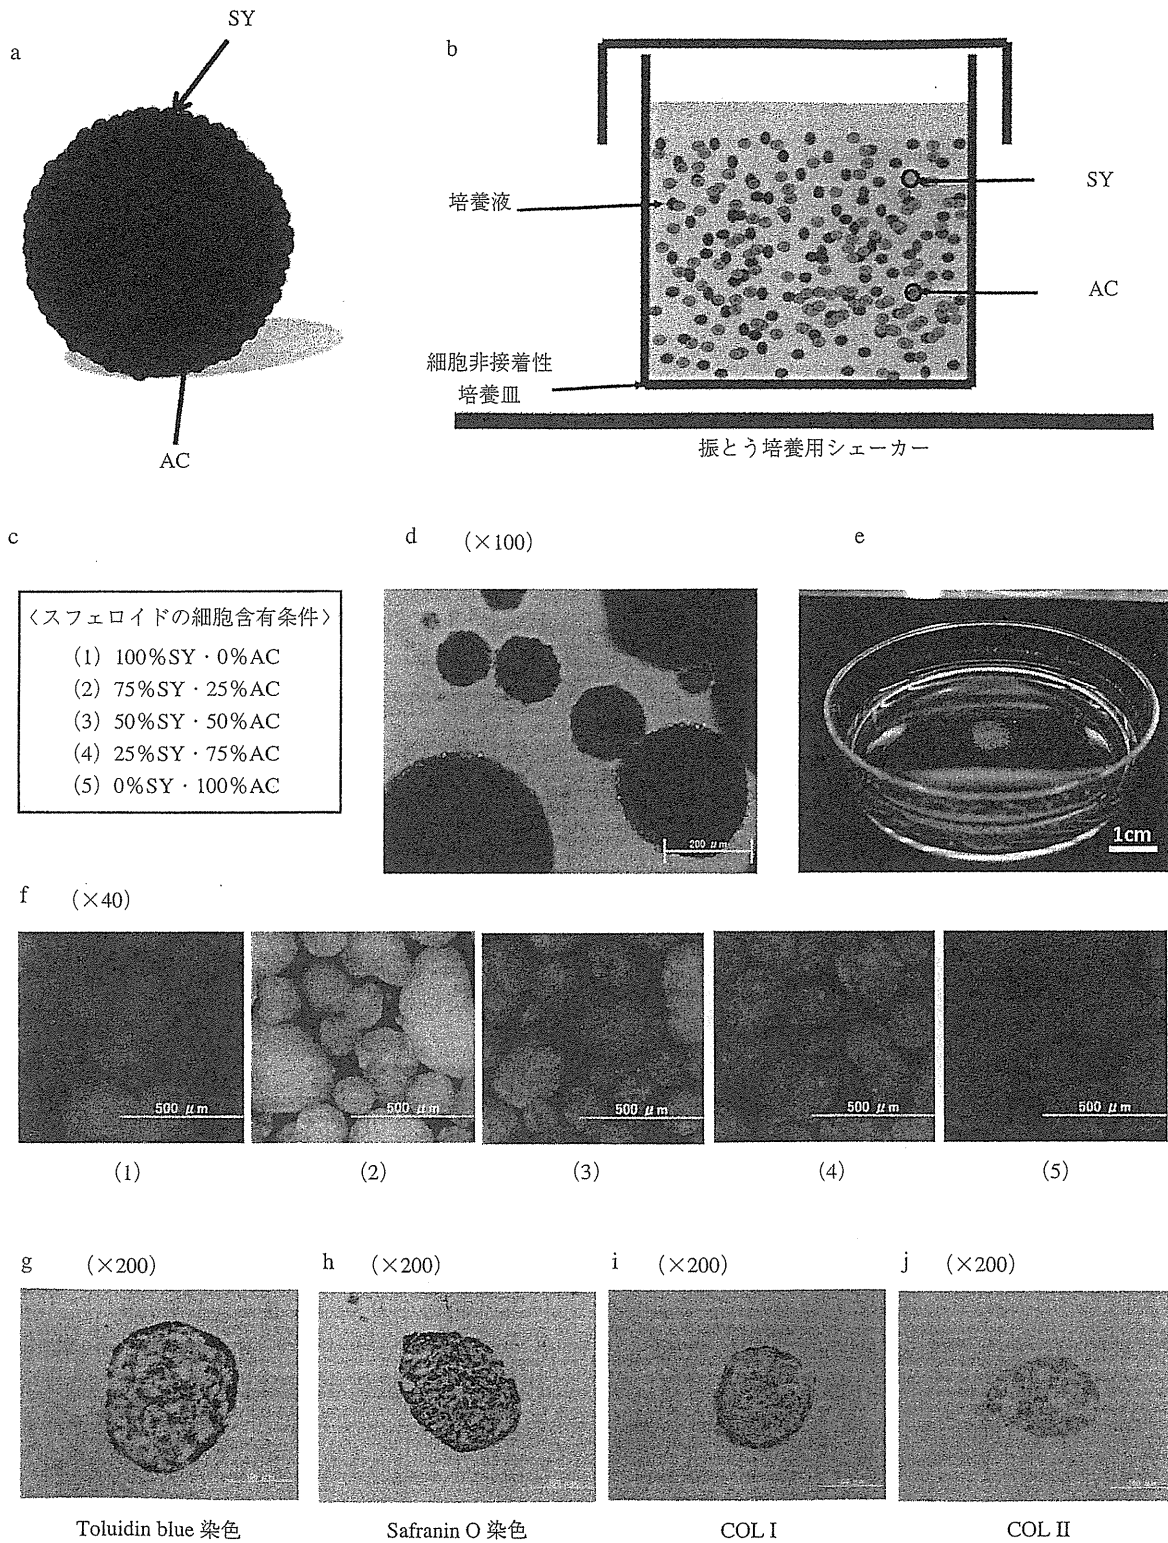 SY
a
b
SY
培養液
AC
細胞非接着性
培養皿
AC
振とう培養用シェーカー
c
d (×100)
e
〈スフェロイドの細胞含有条件〉
(1) 100%SY・0%AC
(2) 75%SY・25%AC
(3) 50%SY・50%AC
(4) 25%SY・75%AC
(5) 0%SY・100%AC
200 μm
1cm
f (×40)
500 μm
500 μm
500 μm
500 μm
500 μm
(1)
(2)
(3)
(4)
(5)
g (×200)
h (×200)
i (×200)
j (×200)
Toluidin blue 染色
Safranin O 染色
COL I
COL II